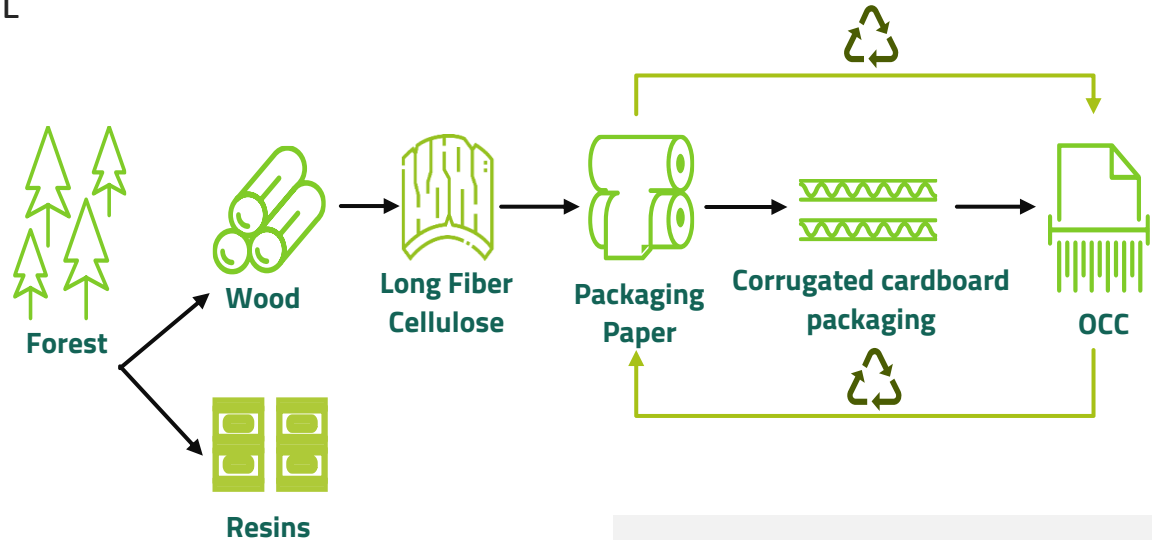 L
Forest
Wood
Resins
Long Fiber
Cellulose
Packaging
Paper
Corrugated cardboard
packaging
OCC